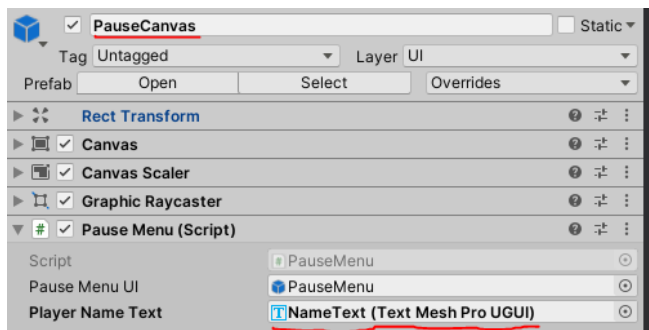 PauseCanvas Static
Tag Untagged Layer UI
Prefab Open Select Overrides
Rect Transform
Canvas
Canvas Scaler
Graphic Raycaster
# Pause Menu (Script)
Script # PauseMenu
Pause Menu UI PauseMenu
Player Name Text T NameText (Text Mesh Pro UGUI)